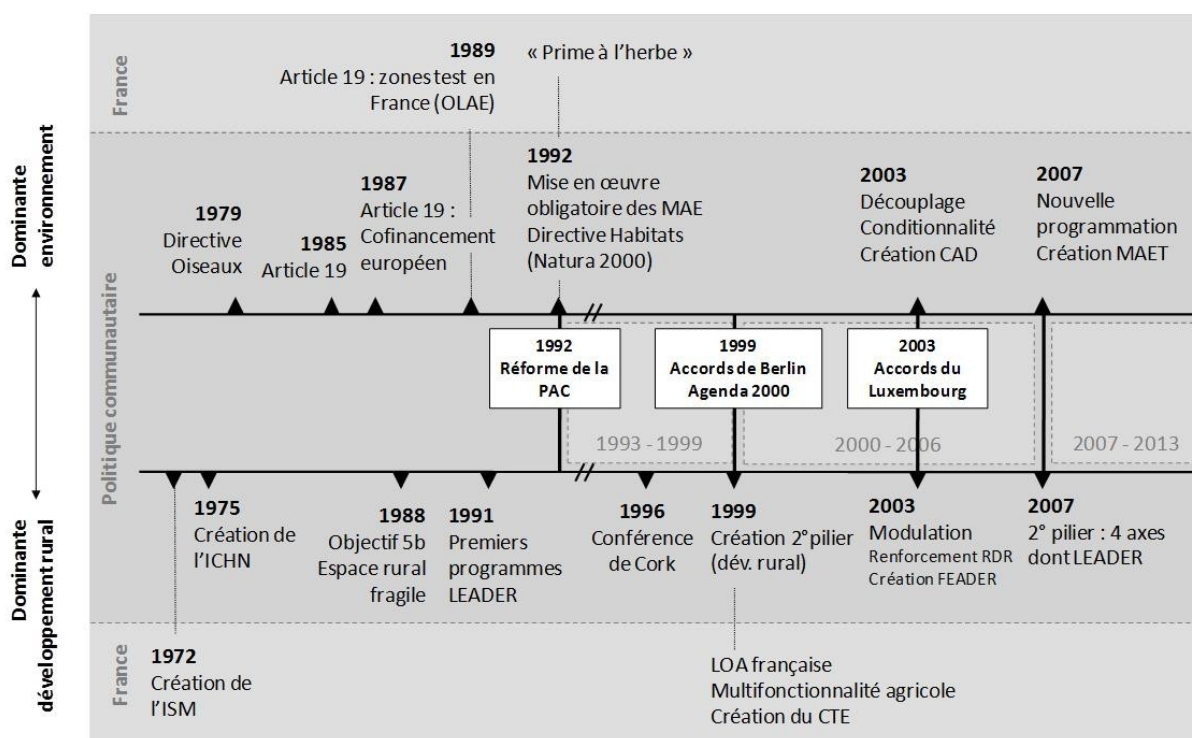 Dominante
environnement
Dominante
développement rural
France
Politique communautaire
France
1989
Article 19 : zones test en
France (OLAE)
« Prime à l'herbe »
1979
Directive
Oiseaux
1985
Article 19
1987
Article 19 :
Cofinancement
européen
1992
Mise en œuvre
obligatoire des MAE
Directive Habitats
(Natura 2000)
2003
Découplage
Conditionnalité
Création CAD
2007
Nouvelle
programmation
Création MAET
1992
Réforme de la
PAC
1999
Accords de Berlin
Agenda 2000
2003
Accords du
Luxembourg
1993 - 1999
2000 - 2006
2007 - 2013
1975
Création de
l'ICHN
1988
Objectif 5b
Espace rural
fragile
1991
Premiers
programmes
LEADER
1996
Conférence
de Cork
1999
Création 2° pilier
(dév. rural)
2003
Modulation
Renforcement RDR
Création FEADER
2007
2° pilier : 4 axes
dont LEADER
1972
Création de
l'ISM
LOA française
Multifonctionnalité agricole
Création du CTE